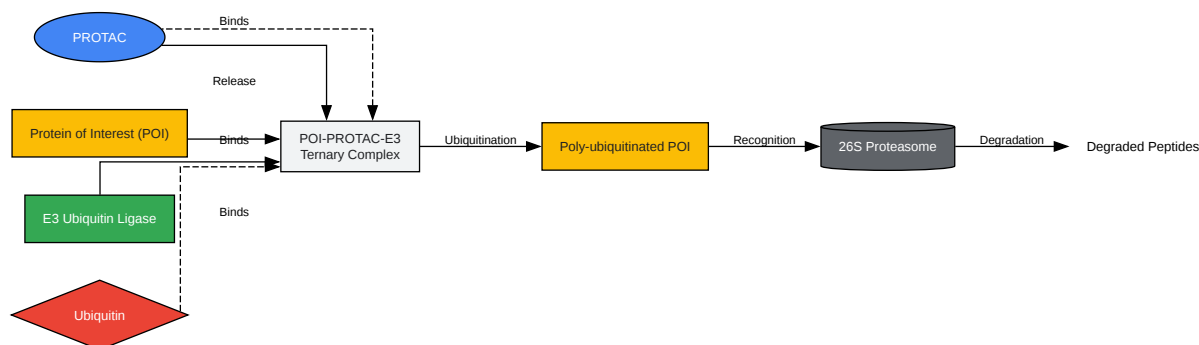 Binds
PROTAC
Release
Protein of Interest (POI)
Binds
POI-PROTAC-E3
Ternary Complex
Ubiquitination
Poly-ubiquitinated POI
Recognition
26S Proteasome
Degradation
Degraded Peptides
E3 Ubiquitin Ligase
Binds
Ubiquitin